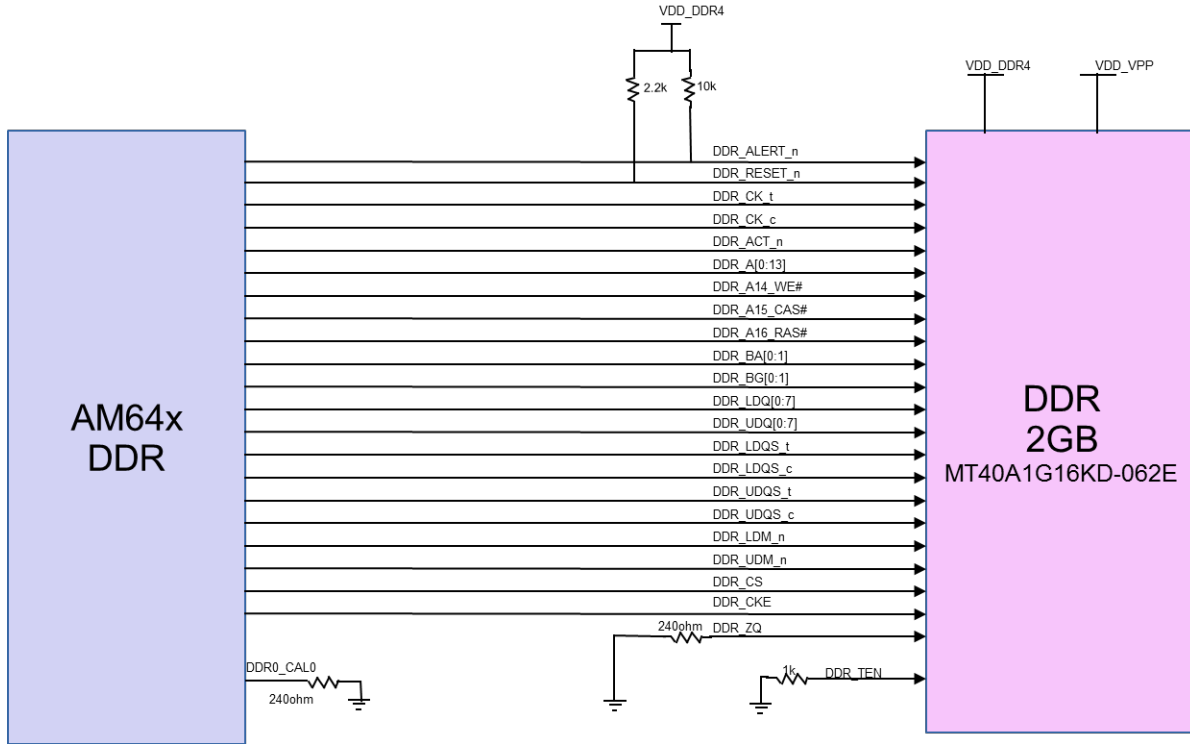 VDD_DDR4
2.2k
10k
VDD_DDR4
VDD_VPP
DDR_ALERT_n
DDR_RESET_n
DDR_CK_t
DDR_CK_c
DDR_ACT_n
DDR_A[0:13]
DDR_A14_WE#
DDR_A15_CAS#
DDR_A16_RAS#
DDR_BA[0:1]
DDR_BG[0:1]
DDR_LDQ[0:7]
DDR_UDQ[0:7]
DDR_LDQS_t
DDR_LDQS_c
DDR_UDQS_t
DDR_UDQS_c
DDR_LDM_n
DDR_UDM_n
DDR_CS
DDR_CKE
240ohm
DDR_ZQ
DDR0_CAL0
240ohm
1k
DDR_TEN
AM64x
DDR
DDR
2GB
MT40A1G16KD-062E